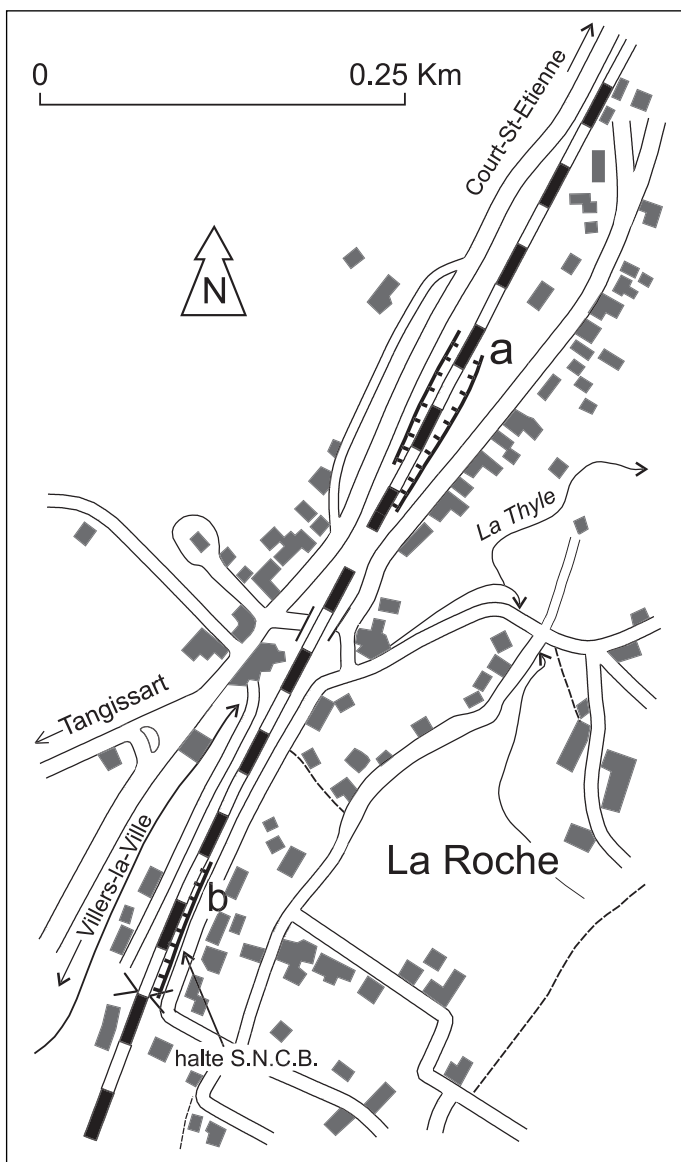 0 0.25 Km
Court-St-Etienne
N
a
La Thyle
Tangissart
Villers-la-Ville
La Roche
b
halte S.N.C.B.